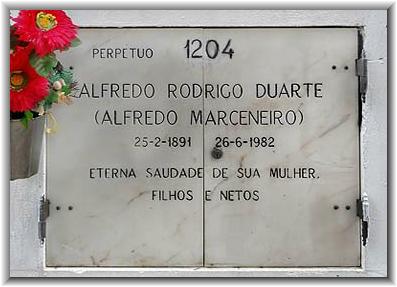 PERPETUO 1204
ALFREDO RODRIGO DUARTE
(ALFREDO MARCENEIRO)
25-2-1891 26-6-1982
ETERNA SAUDADE DE SUA MULHER,
FILHOS E NETOS